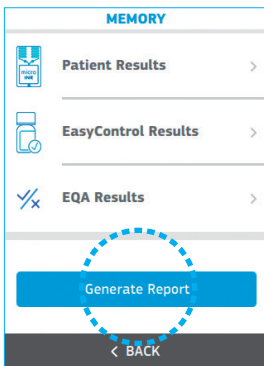 MEMORY
micro
INR
Patient Results
>
EasyControl Results
>
EQA Results
>
Generate Report
< BACK